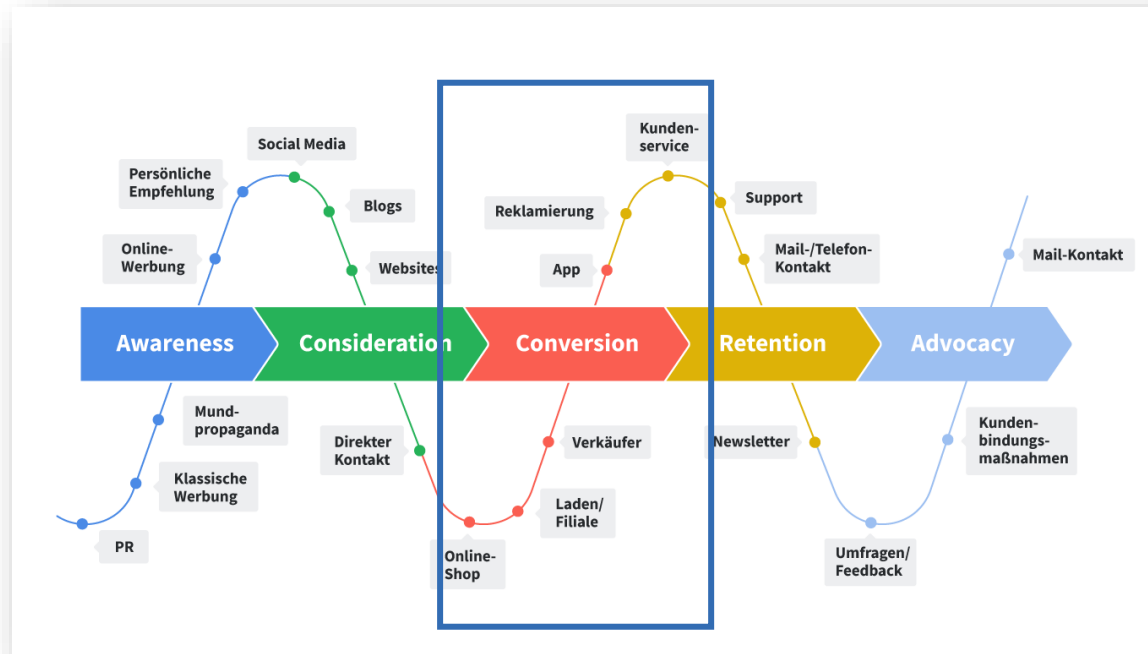 Social Media
Persönliche
Empfehlung
Blogs
Online-
Werbung
Websites
Kunden-
service
Reklamierung
Support
App
Mail-/Telefon-
Kontakt
Mail-Kontakt
Awareness
Consideration
Conversion
Retention
Advocacy
Mund-
propaganda
Klassische
Werbung
PR
Direkter
Kontakt
Verkäufer
Laden/
Filiale
Online-
Shop
Newsletter
Kunden-
bindungs-
maßnahmen
Umfragen/
Feedback